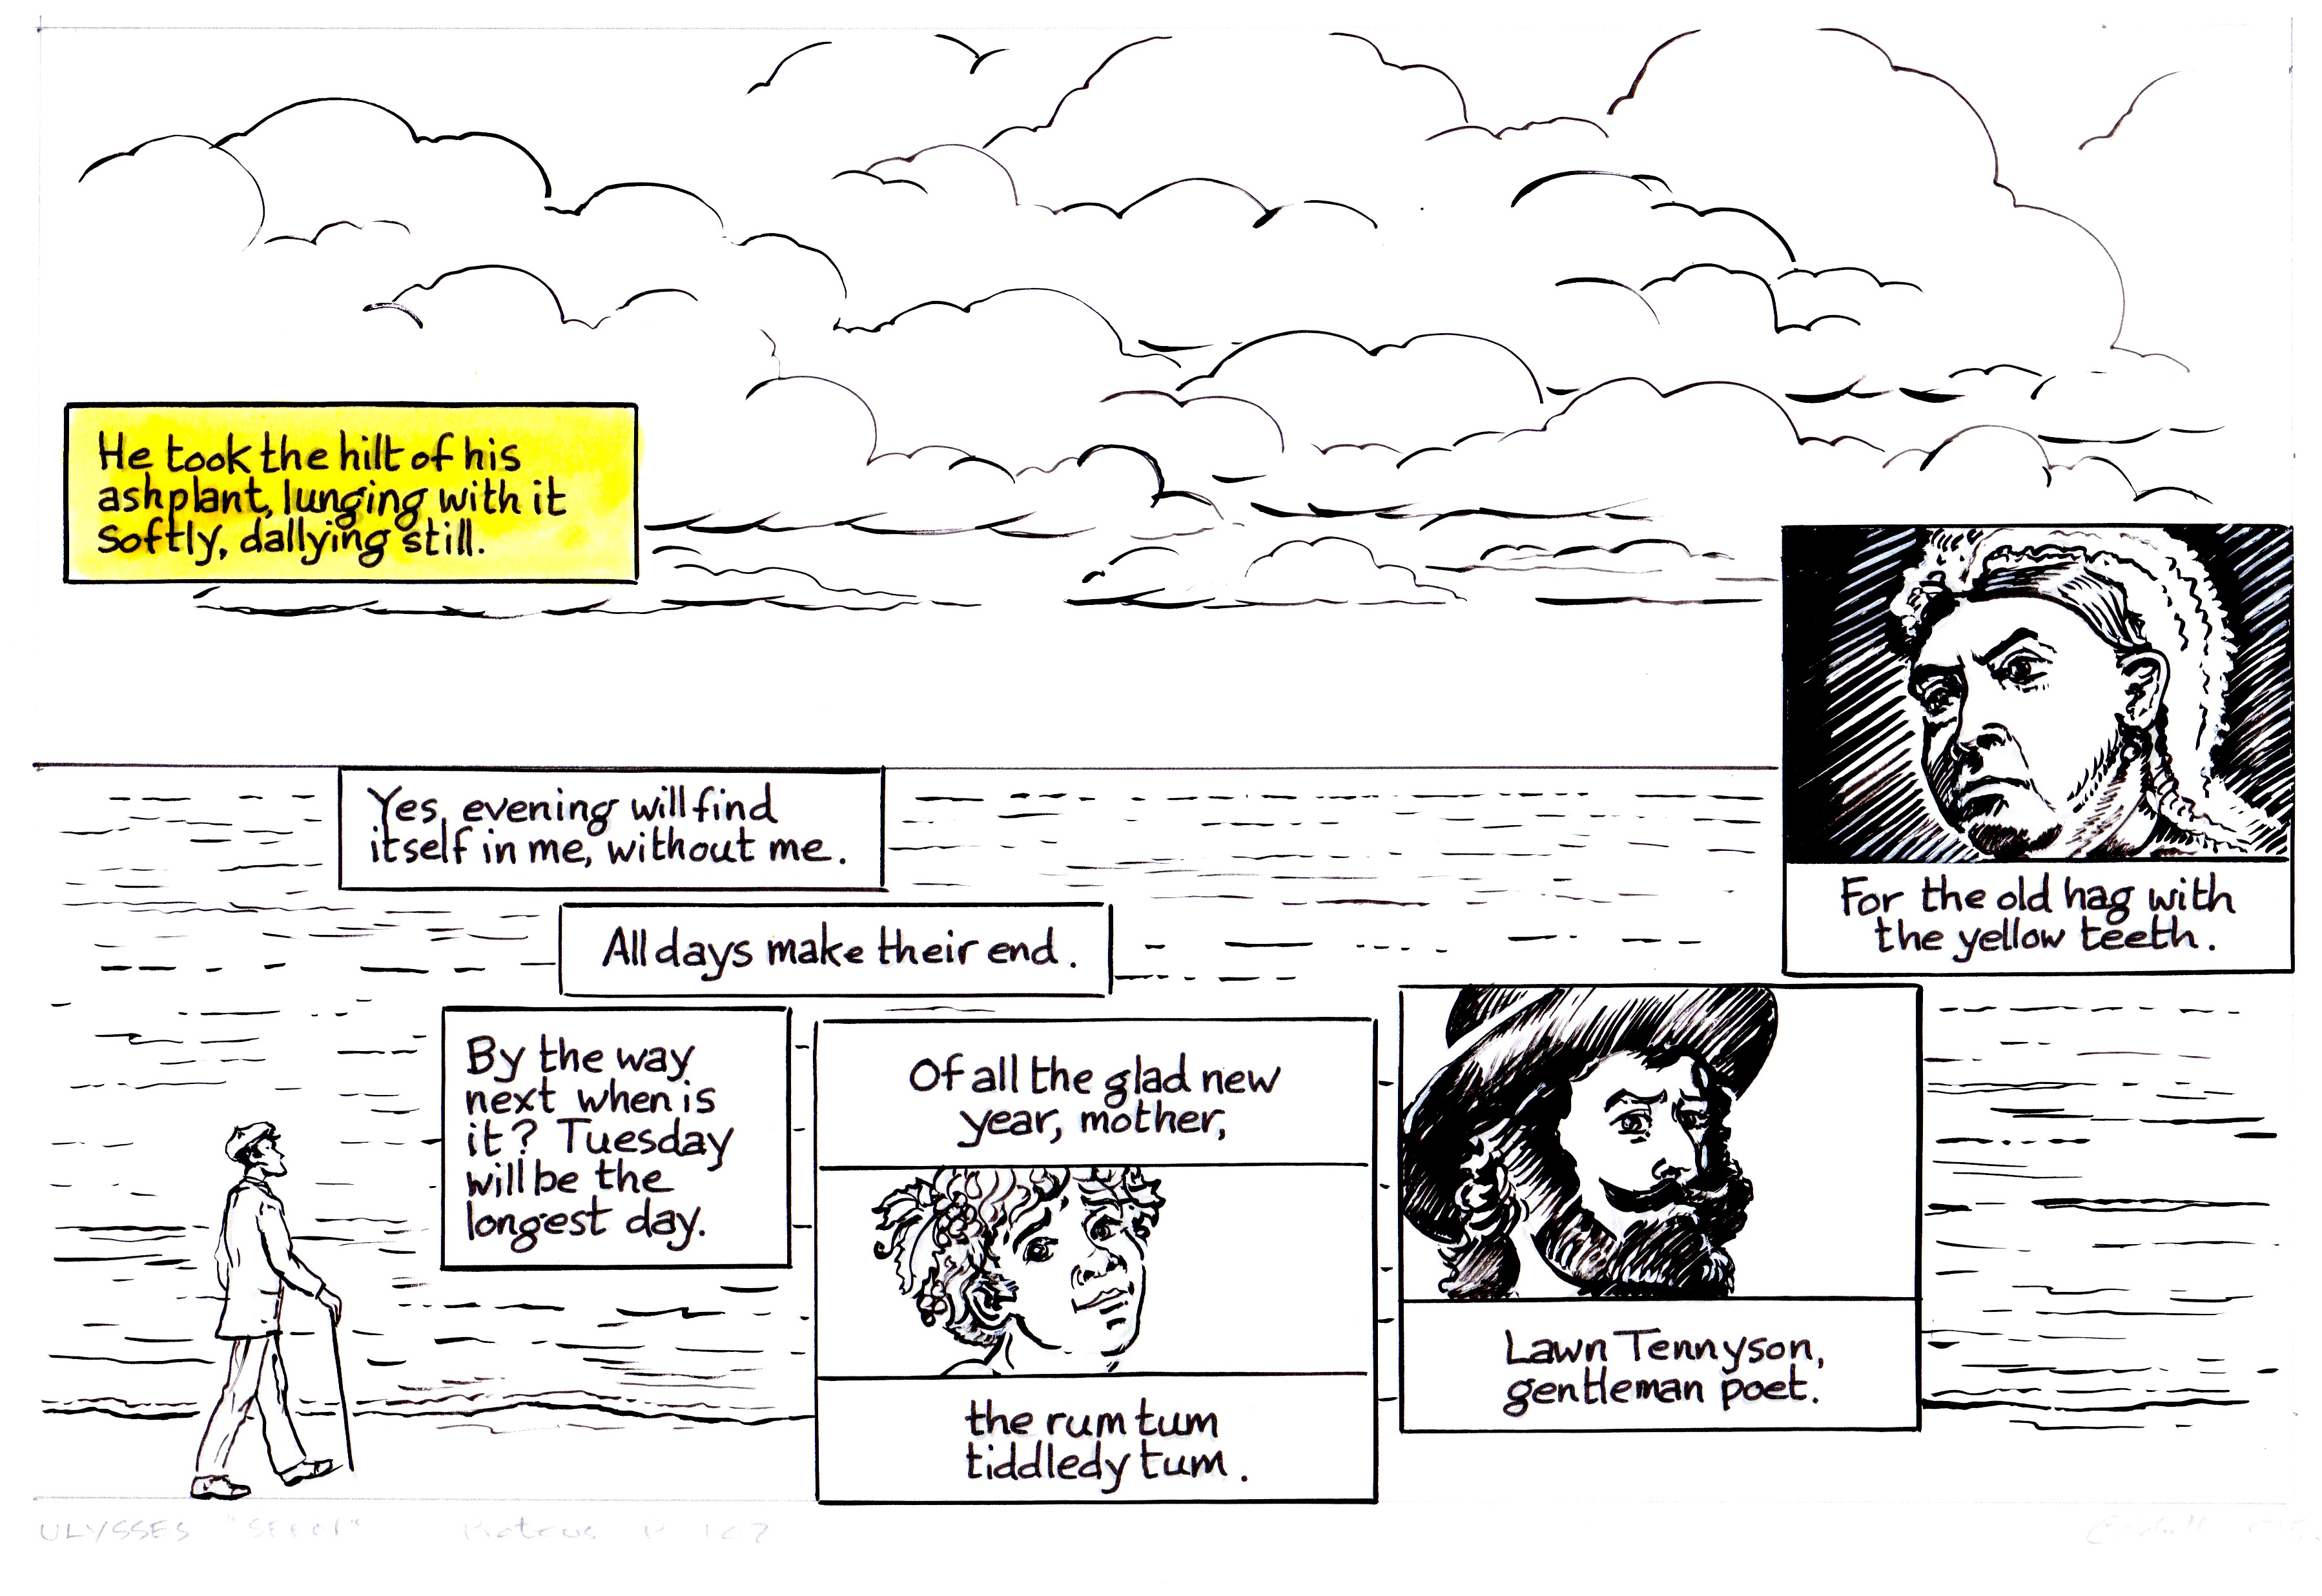 He took the hilt of his
ashplant, lunging with it
softly, dallying still.
Yes, evening will find
itself in me, without me.
All days make their end.
By the way
next when is
it? Tuesday
will be the
longest day.
Of all the glad new
year, mother,
the rum tum
tiddledy tum.
Lawn Tennyson,
gentleman poet.
For the old hag with
the yellow teeth.
ULYSSES "SEEN" Proteus P